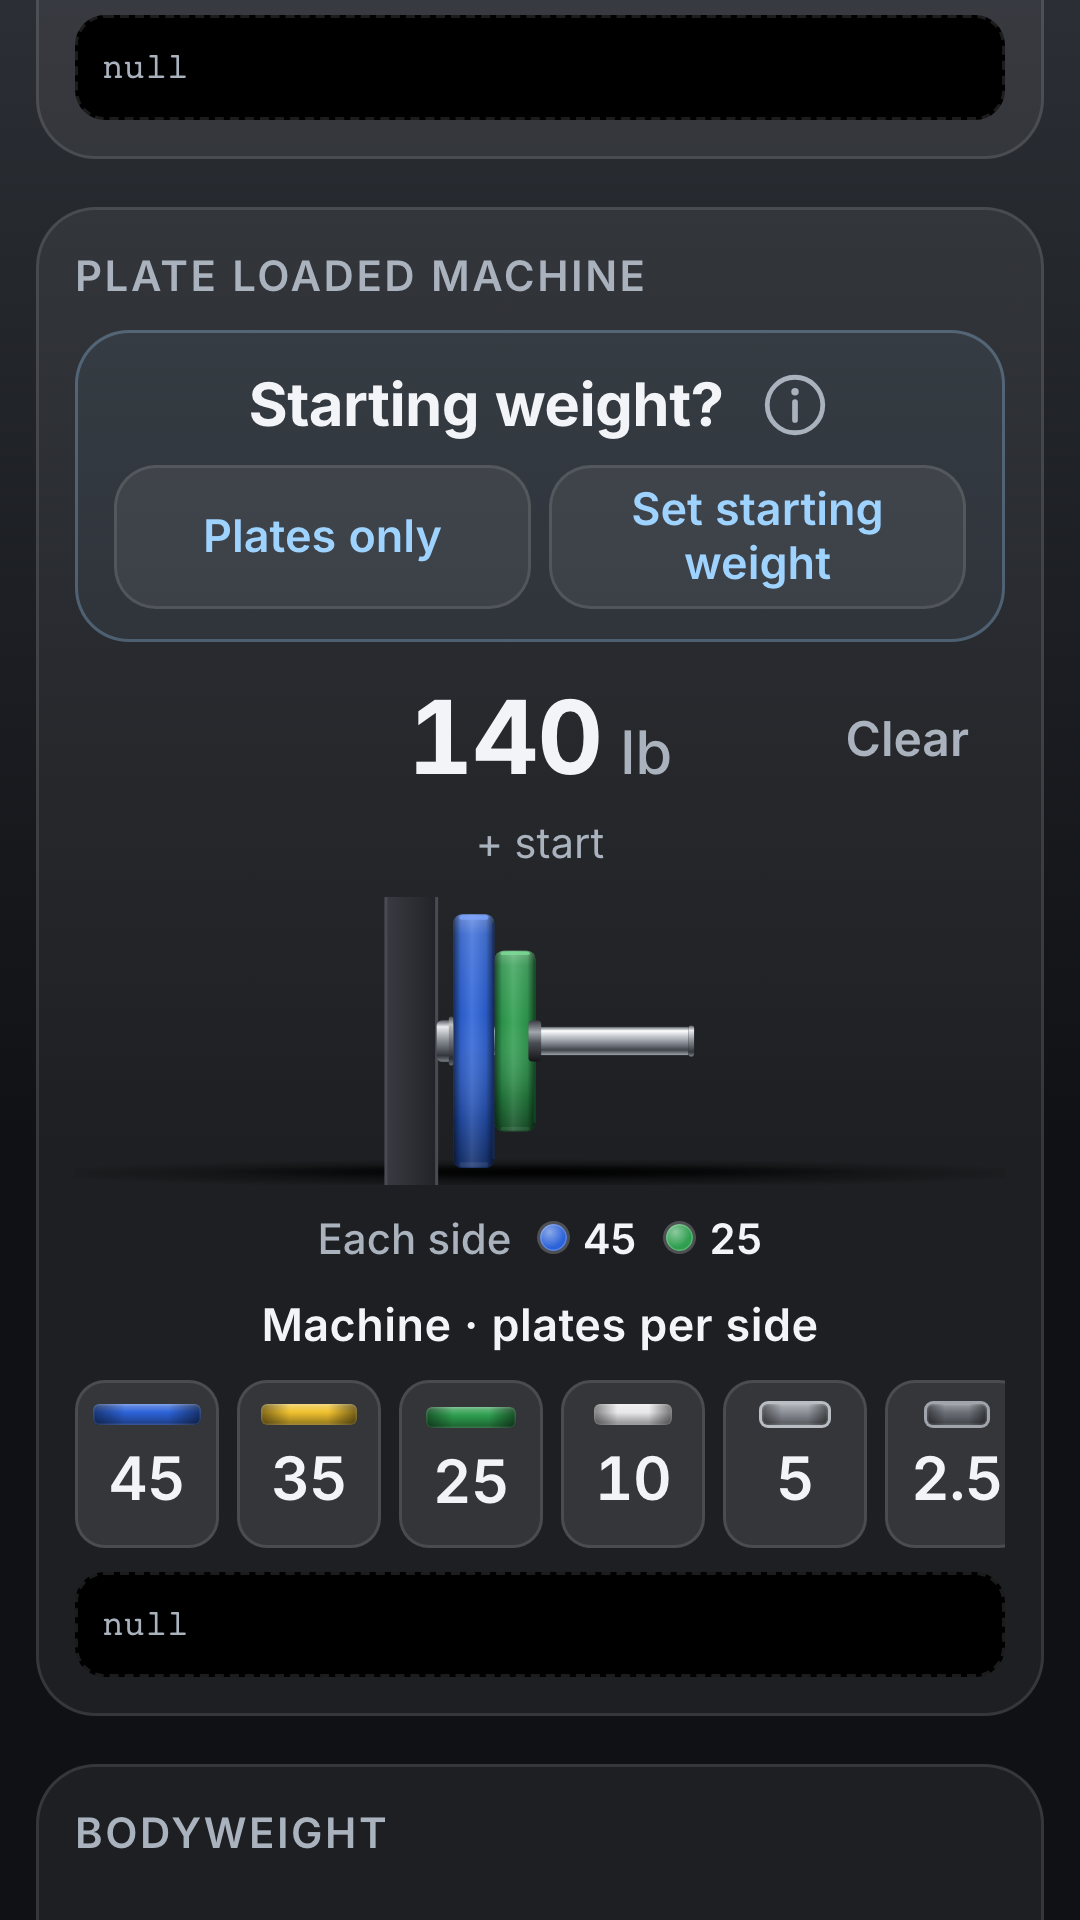 null
PLATE LOADED MACHINE
Starting weight?
Plates only
Set starting
weight
140 lb
Clear
+ start
Each side 45 25
Machine · plates per side
45 35 25 10 5 2.5
null
BODYWEIGHT